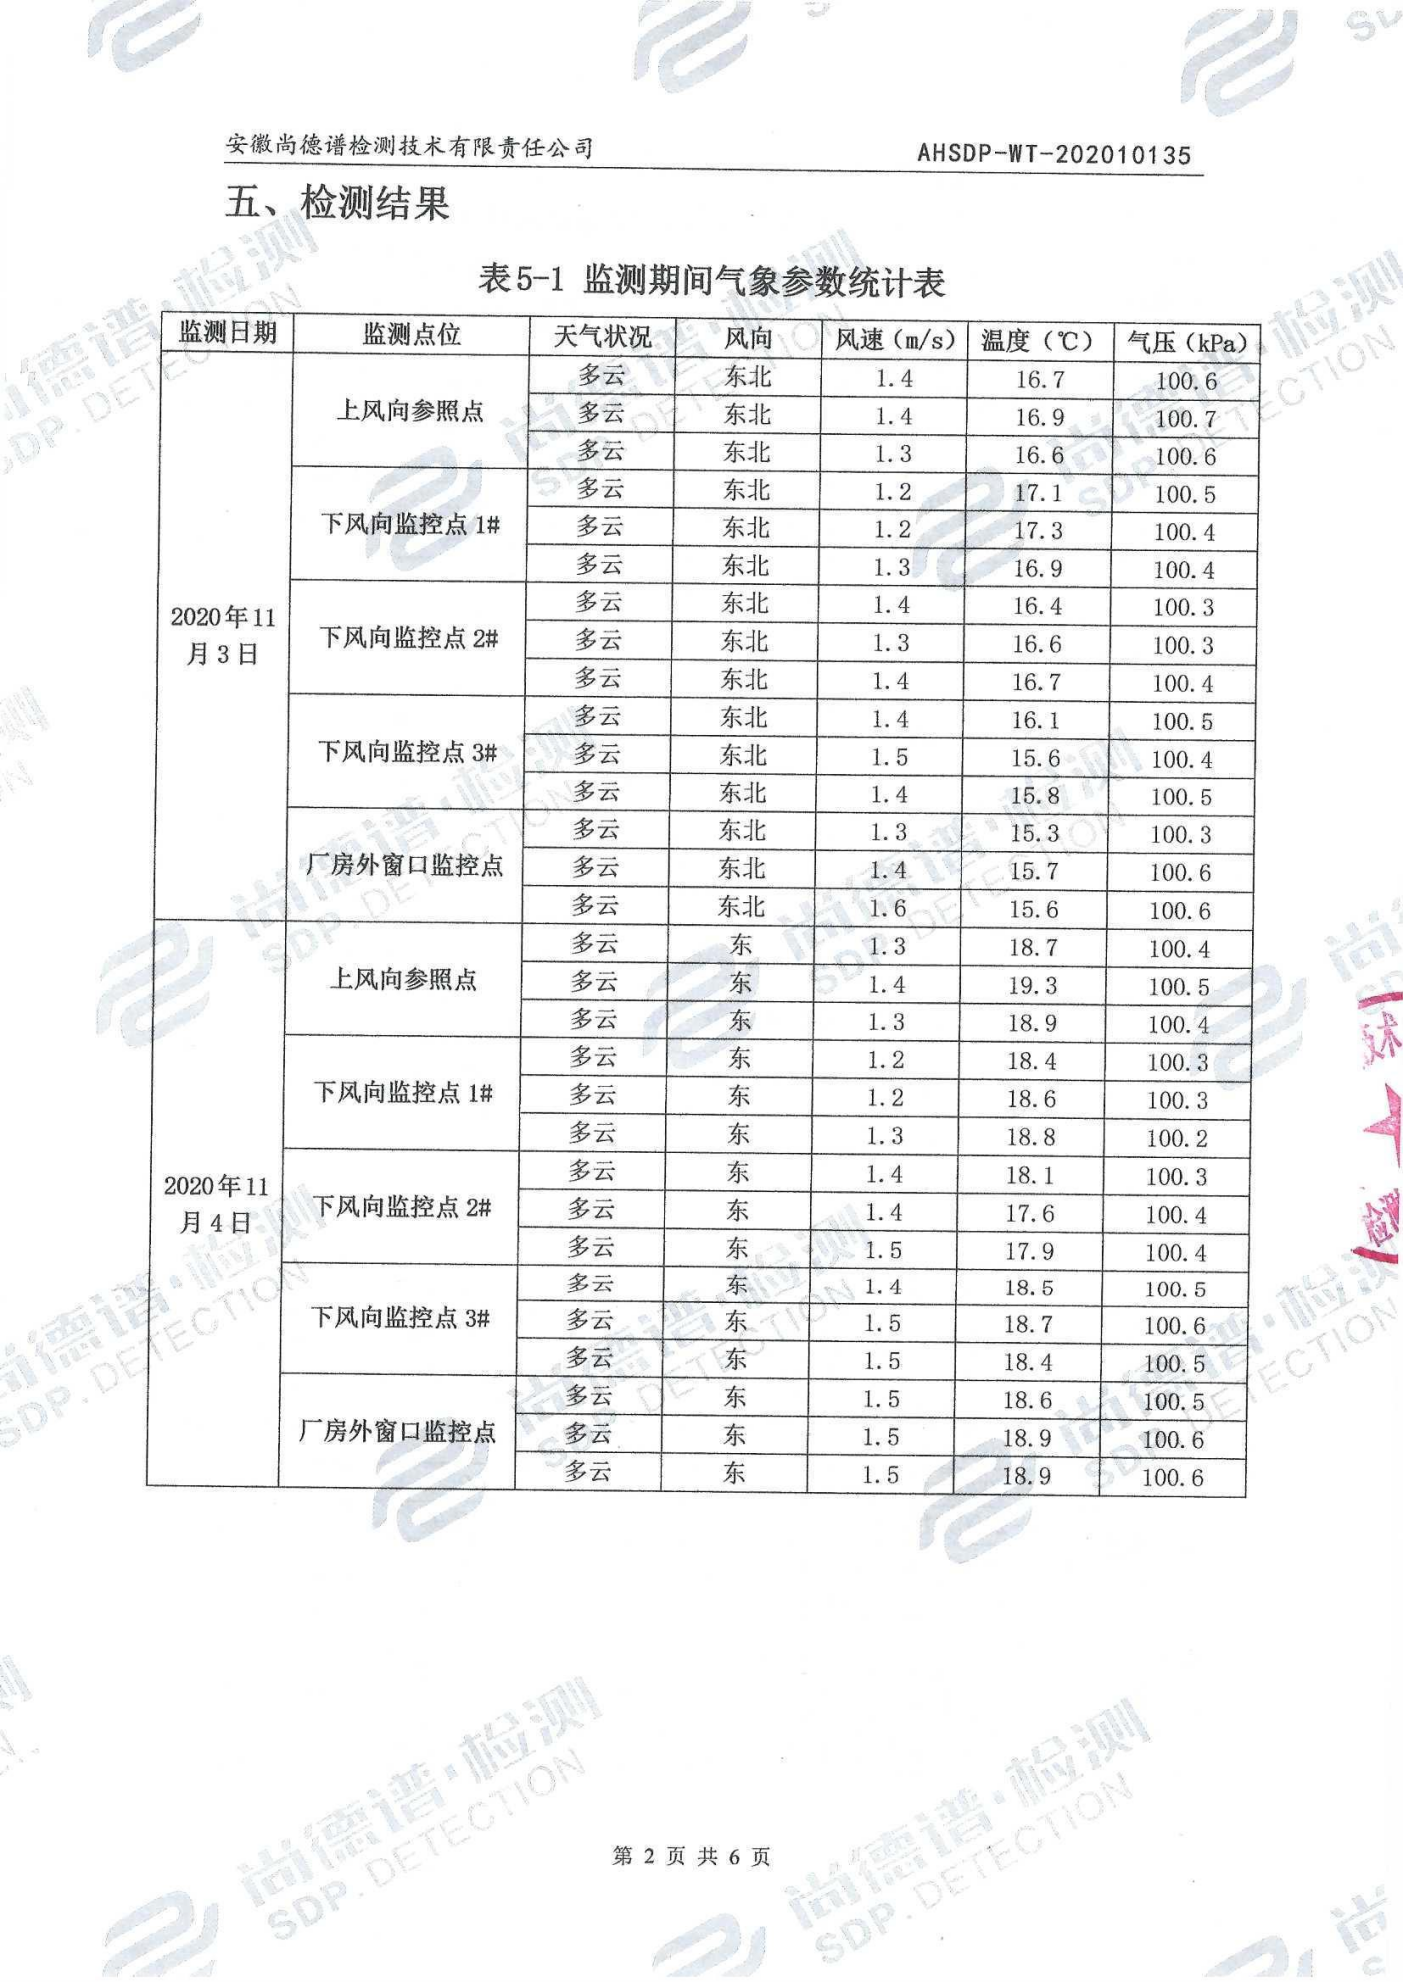 安徽尚德谱检测技术有限责任公司 AHSDP-WT-202010135
五、检测结果
表5-1 监测期间气象参数统计表
监测日期 监测点位 天气状况 风向 风速(m/s) 温度(℃) 气压(kPa)
2020年11月3日 上风向参照点 多云 东北 1.4 16.7 100.6
多云 东北 1.4 16.9 100.7
多云 东北 1.3 16.6 100.6
下风向监控点1# 多云 东北 1.2 17.1 100.5
多云 东北 1.2 17.3 100.4
多云 东北 1.3 16.9 100.4
下风向监控点2# 多云 东北 1.4 16.4 100.3
多云 东北 1.3 16.6 100.3
多云 东北 1.4 16.7 100.4
下风向监控点3# 多云 东北 1.4 16.1 100.5
多云 东北 1.5 15.6 100.4
多云 东北 1.4 15.8 100.5
厂房外窗口监控点 多云 东北 1.3 15.3 100.3
多云 东北 1.4 15.7 100.6
多云 东北 1.6 15.6 100.6
2020年11月4日 上风向参照点 多云 东 1.3 18.7 100.4
多云 东 1.4 19.3 100.5
多云 东 1.3 18.9 100.4
下风向监控点1# 多云 东 1.2 18.4 100.3
多云 东 1.2 18.6 100.3
多云 东 1.3 18.8 100.2
下风向监控点2# 多云 东 1.4 18.1 100.3
多云 东 1.4 17.6 100.4
多云 东 1.5 17.9 100.4
下风向监控点3# 多云 东 1.4 18.5 100.5
多云 东 1.5 18.7 100.6
多云 东 1.5 18.4 100.5
厂房外窗口监控点 多云 东 1.5 18.6 100.5
多云 东 1.5 18.9 100.6
多云 东 1.5 18.9 100.6
第 2 页 共 6 页
尚德谱·检测
SDP.DETECTION